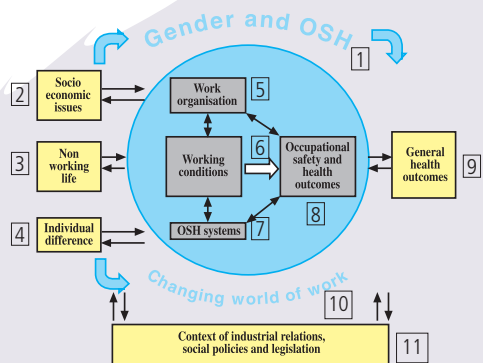 Gender and OSH
1
Socio
economic
issues
2
Work
organisation
5
Non
working
life
3
Working
conditions
6
Occupational
safety and
health
outcomes
8
General
health
outcomes
9
Individual
difference
4
OSH systems
7
Changing world of work
10
Context of industrial relations,
social policies and legislation
11